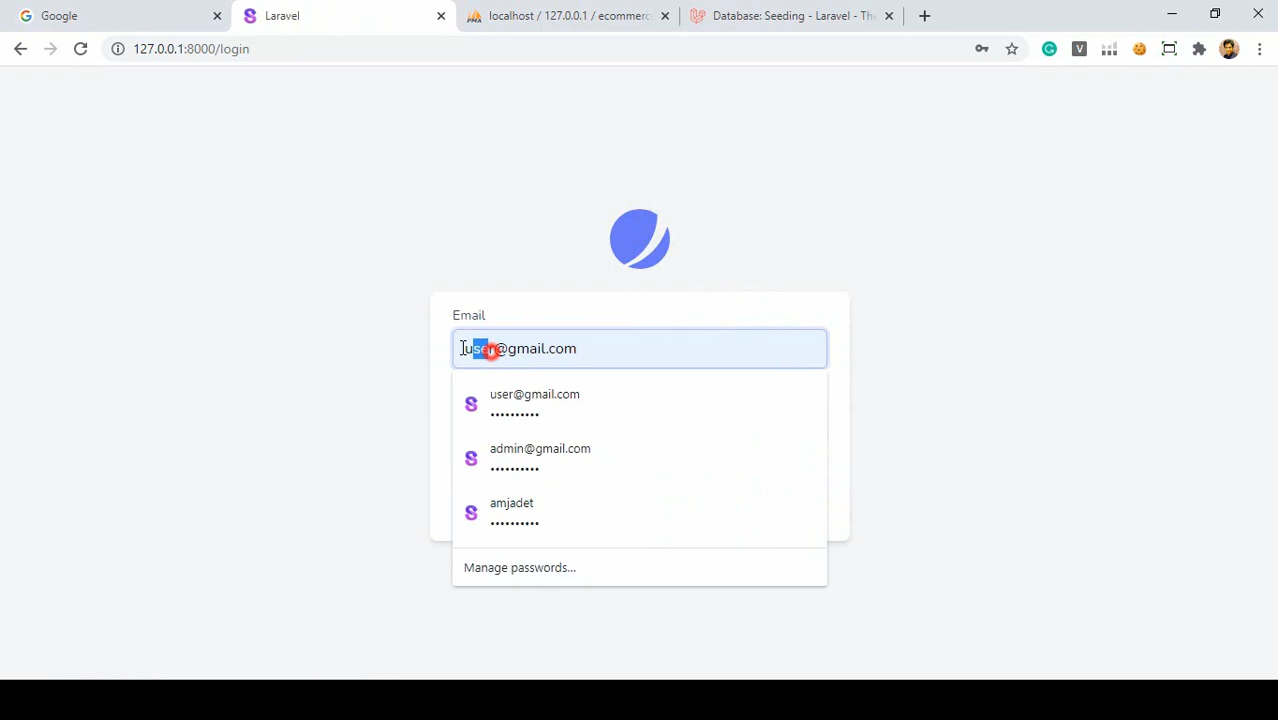 Google
Laravel
localhost / 127.0.0.1 / ecommerc
Database: Seeding - Laravel - The
127.0.0.1:8000/login
Email
user@gmail.com
user@gmail.com
••••••••••
admin@gmail.com
••••••••••
amjadet
••••••••••
Manage passwords...